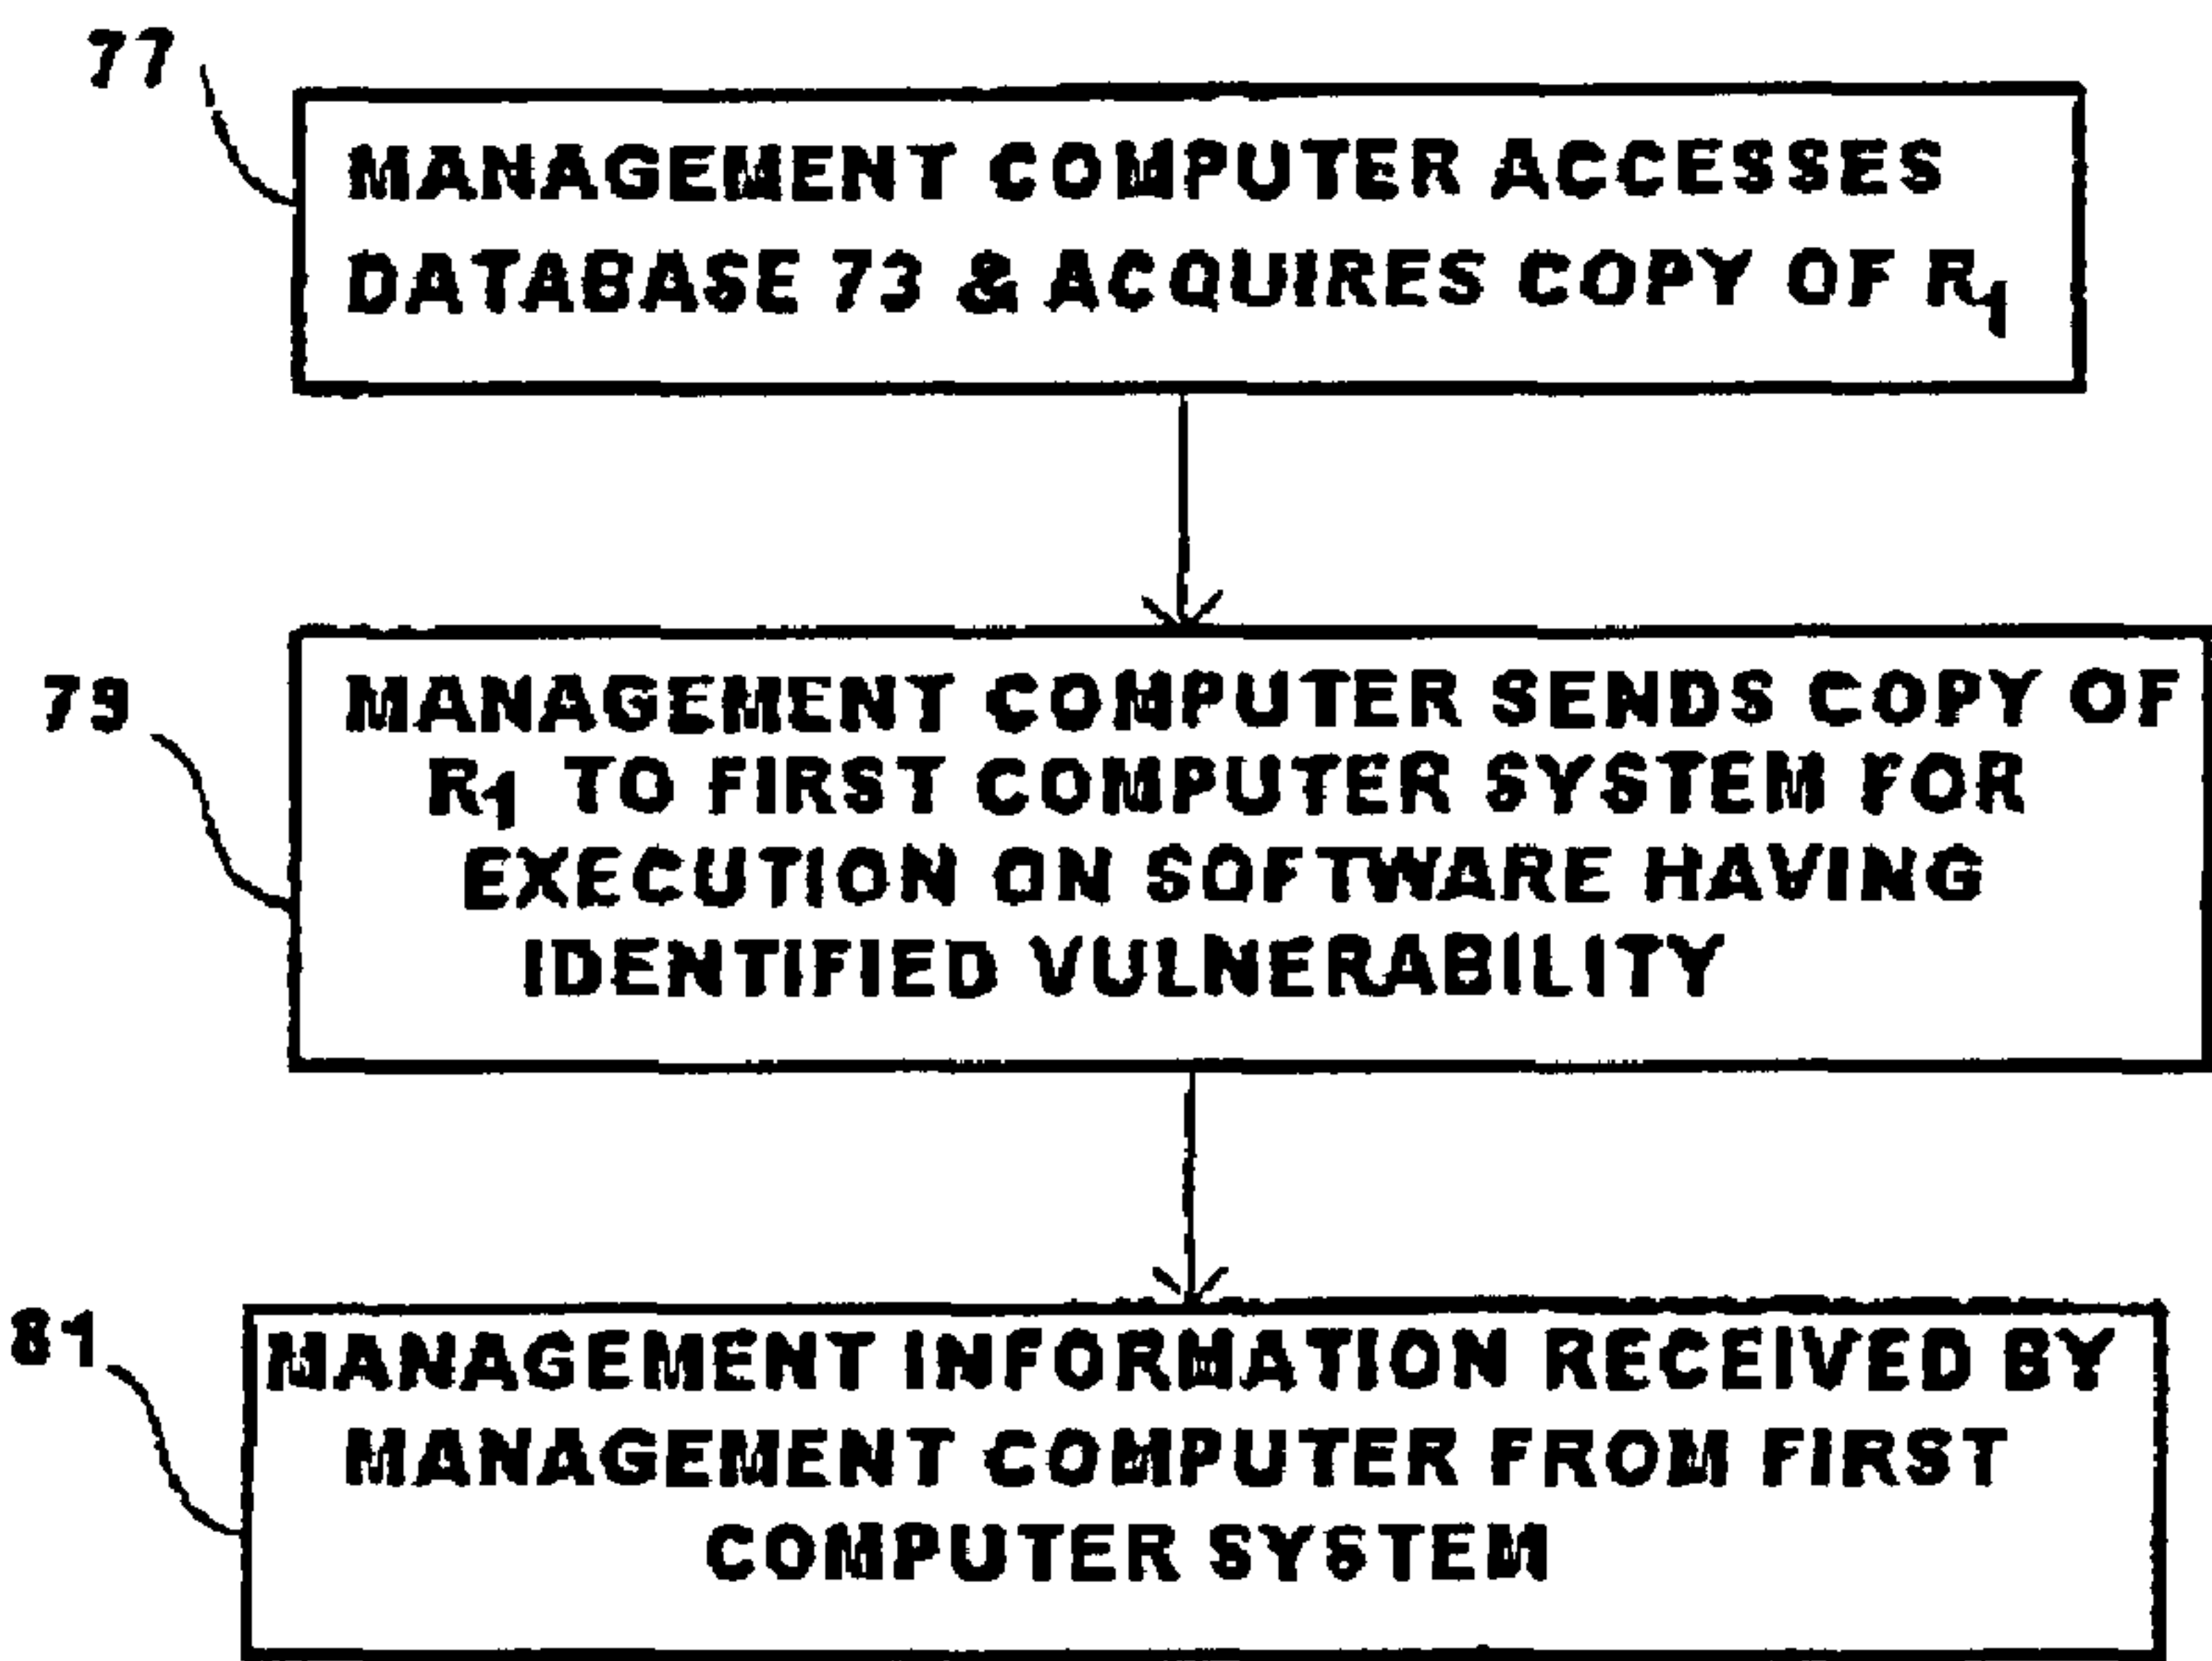 77
MANAGEMENT COMPUTER ACCESSES
DATABASE 73 & ACQUIRES COPY OF R1
79
MANAGEMENT COMPUTER SENDS COPY OF
R1 TO FIRST COMPUTER SYSTEM FOR
EXECUTION ON SOFTWARE HAVING
IDENTIFIED VULNERABILITY
81
MANAGEMENT INFORMATION RECEIVED BY
MANAGEMENT COMPUTER FROM FIRST
COMPUTER SYSTEM